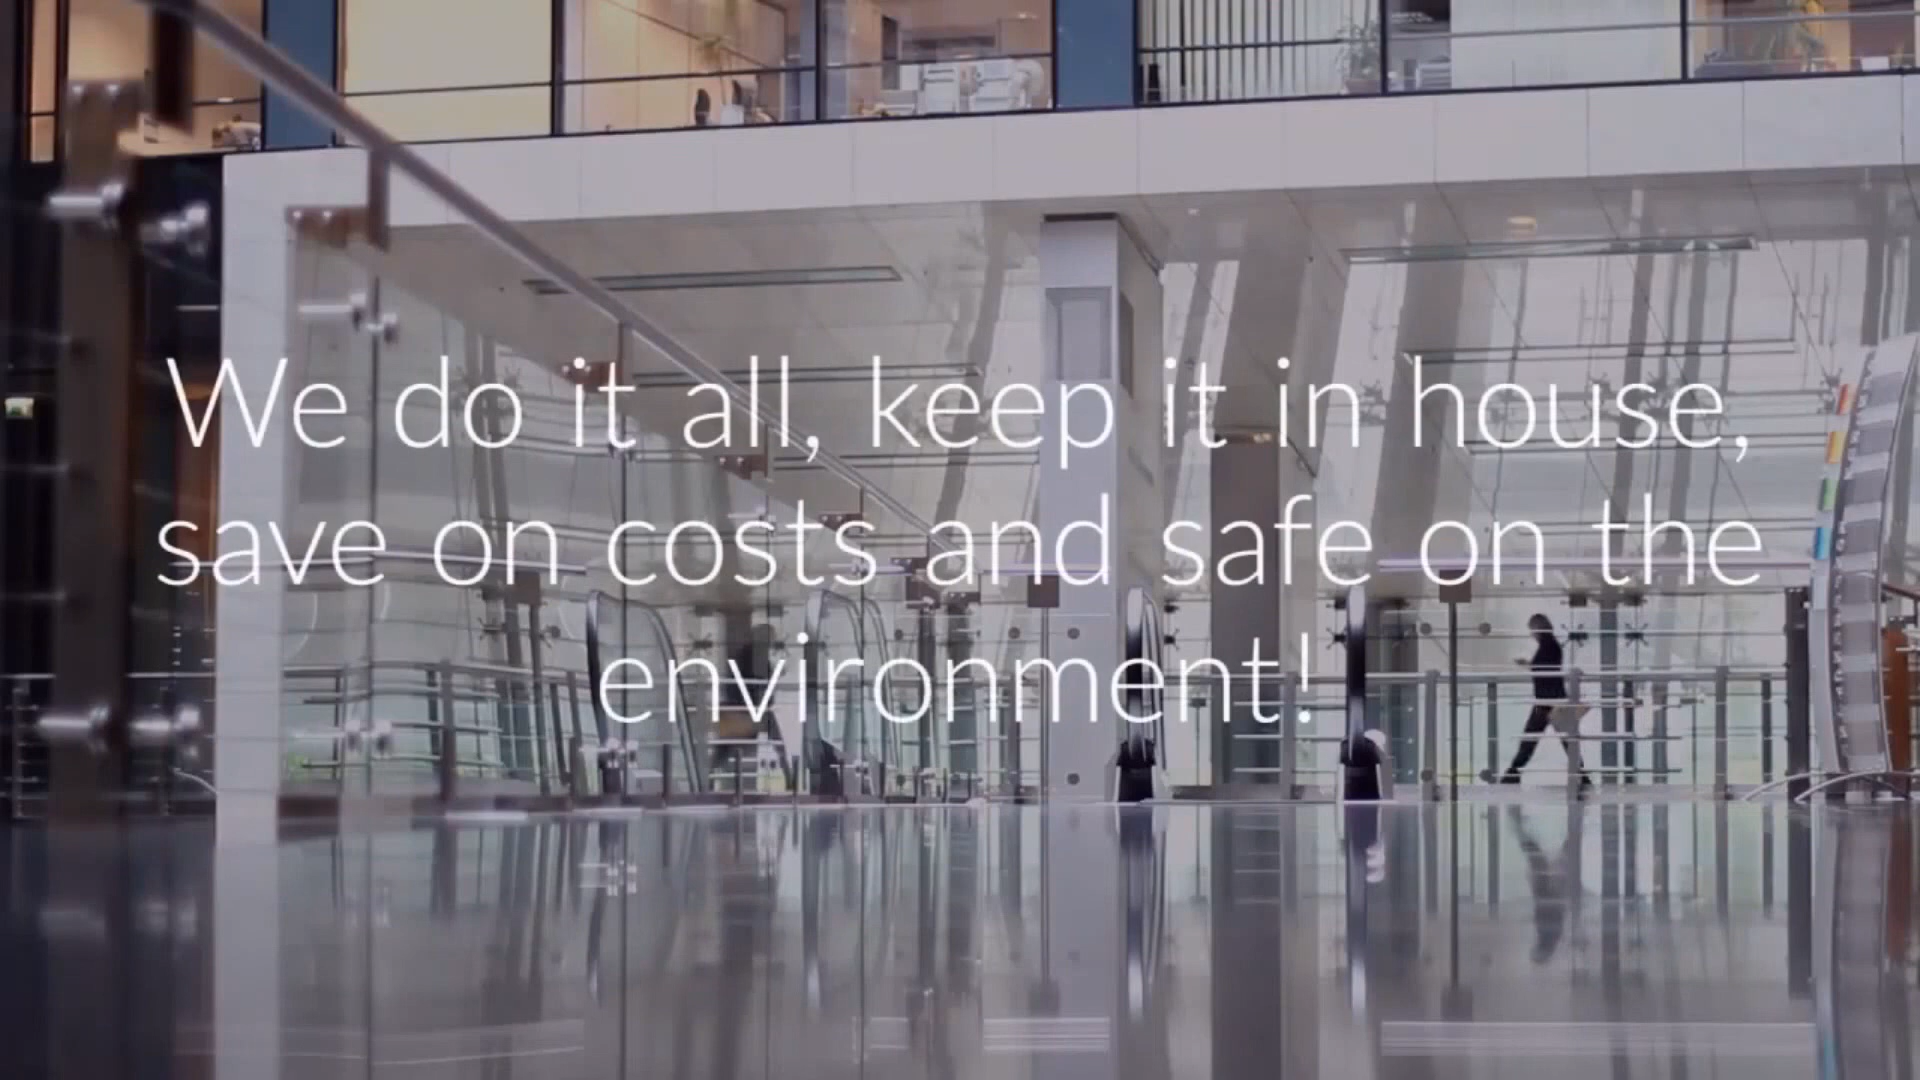 We do it all, keep it in house,
save on costs and safe on the
environment!